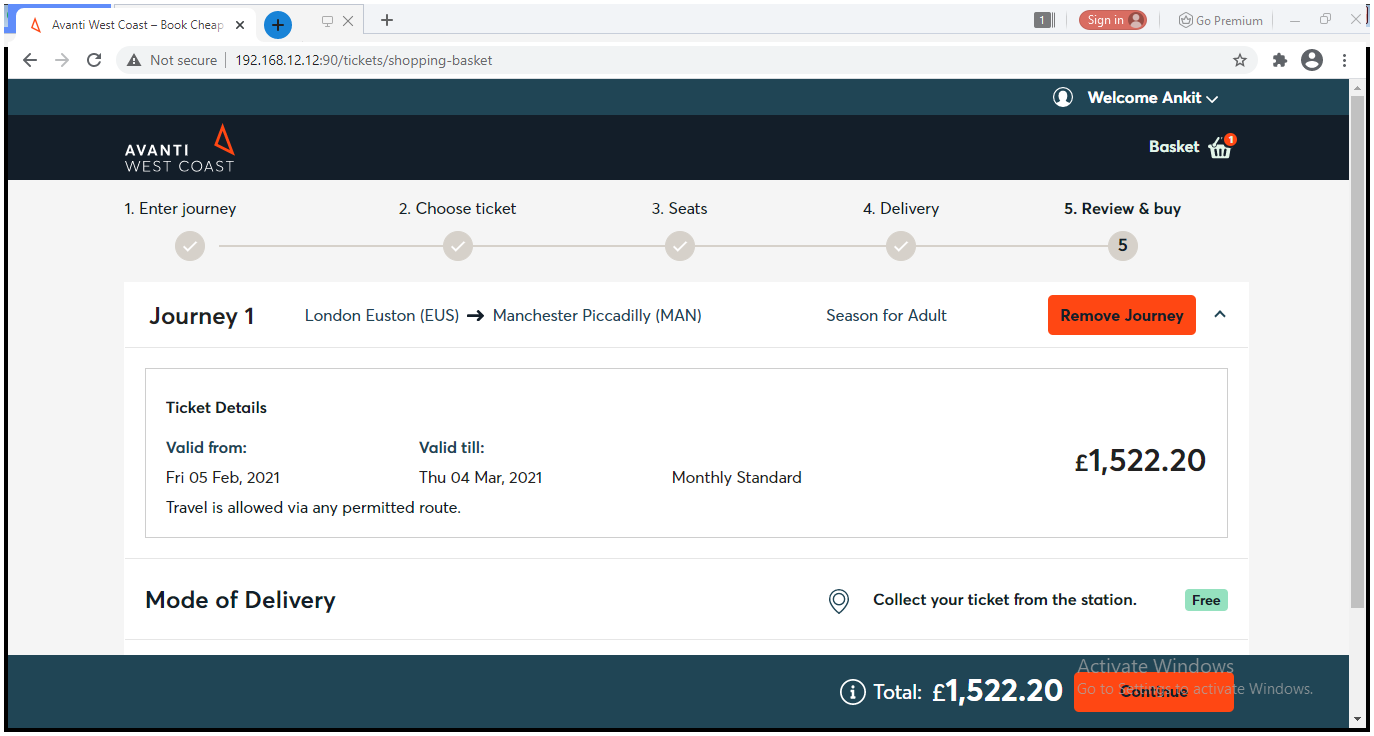 Avanti West Coast – Book Cheap
1
Sign in
Go Premium
Not secure
192.168.12.12:90/tickets/shopping-basket
Welcome Ankit
AVANTI
WEST COAST
Basket
1
1. Enter journey
2. Choose ticket
3. Seats
4. Delivery
5. Review & buy
5
Journey 1
London Euston (EUS)
Manchester Piccadilly (MAN)
Season for Adult
Remove Journey
Ticket Details
Valid from:
Valid till:
Fri 05 Feb, 2021
Thu 04 Mar, 2021
Monthly Standard
£1,522.20
Travel is allowed via any permitted route.
Mode of Delivery
Collect your ticket from the station.
Free
Total: £1,522.20
Continue
Activate Windows
Go to Settings to activate Windows.